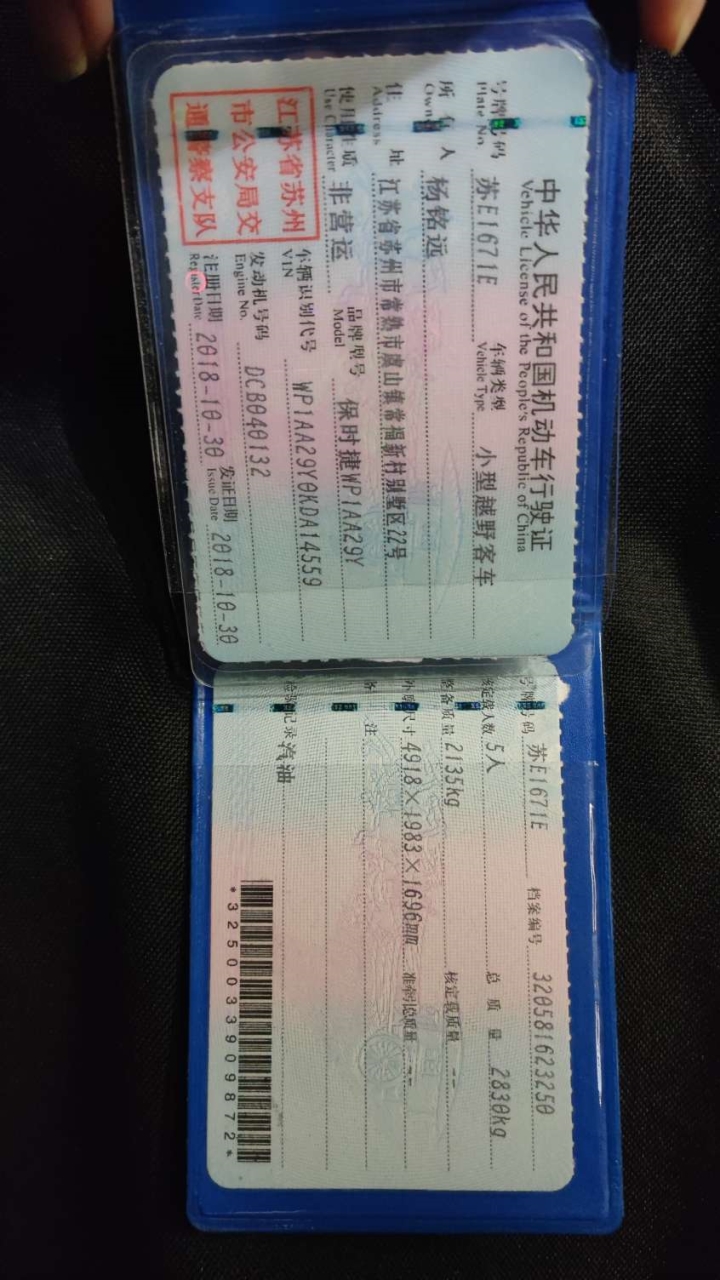 中华人民共和国机动车行驶证
Vehicle License of the People's Republic of China
号牌号码 苏E1671E 车辆类型 小型越野客车
Plate No. Vehicle Type
所有人 杨铭远
Owner
住址 江苏省苏州市常熟市虞山镇常福新村别墅区22号
Address
使用性质 非营运 品牌型号 保时捷WP1AA29Y
Use Character Model
江苏省苏州
市公安局交
通警察支队
车辆识别代号 WP1AA29Y0KDA14559
VIN
发动机号码 DCB040132
Engine No.
注册日期 2018-10-30 发证日期 2018-10-30
Register Date Issue Date
号牌号码 苏E1671E 档案编号 320581623250
核定载人数 5人 总质量 2830kg
整备质量 2135kg 核定载质量 --
外廓尺寸 4918×1983×1696mm 准牵引总质量 --
备注
检验记录 汽油
*3250033909872*